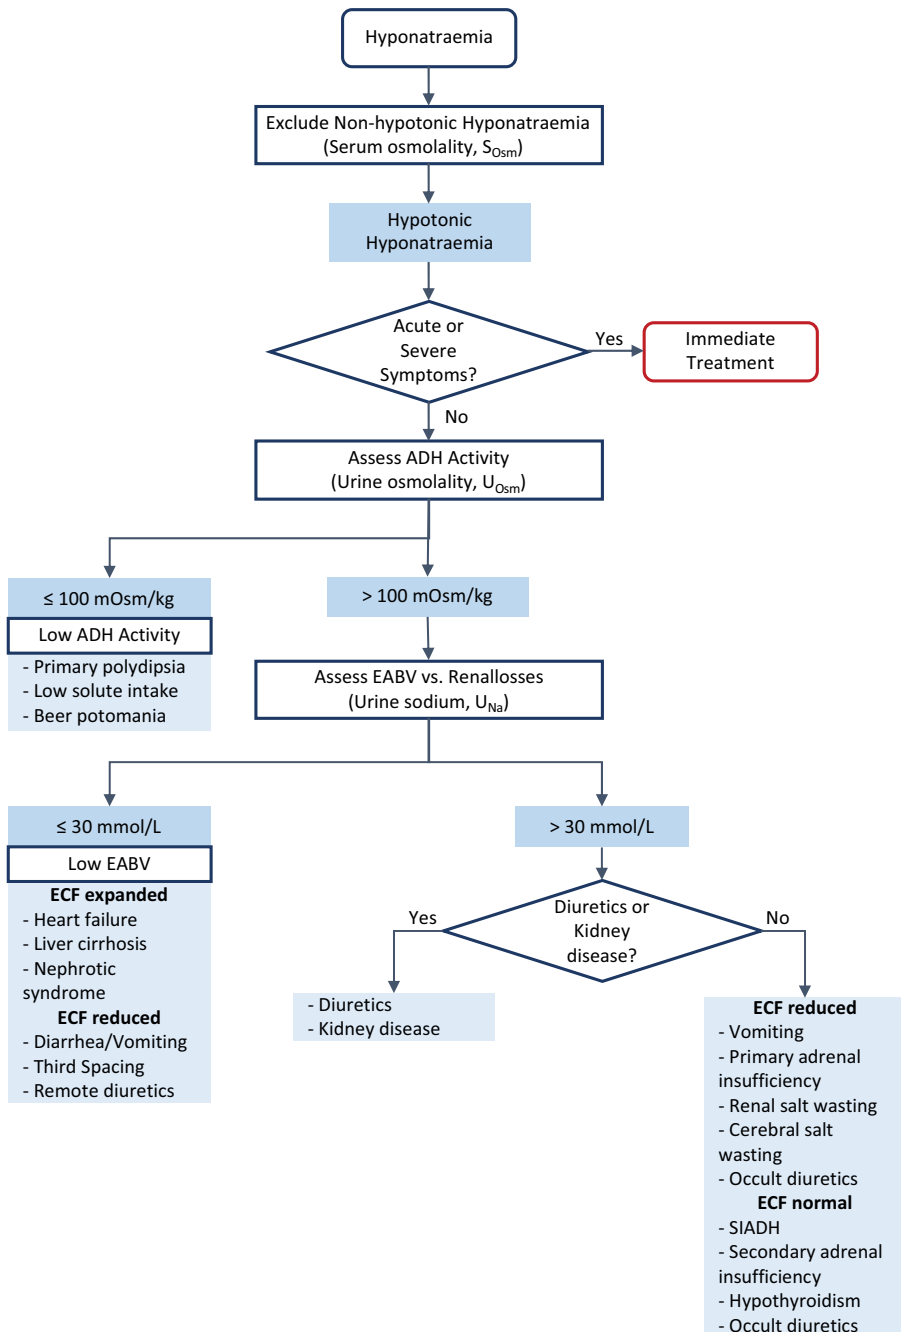 Hyponatraemia
Exclude Non-hypotonic Hyponatraemia
(Serum osmolality, SOsm)
Hypotonic
Hyponatraemia
Acute or
Severe
Symptoms?
Yes
Immediate
Treatment
No
Assess ADH Activity
(Urine osmolality, UOsm)
≤ 100 mOsm/kg
> 100 mOsm/kg
Low ADH Activity
- Primary polydipsia
- Low solute intake
- Beer potomania
Assess EABV vs. Renallosses
(Urine sodium, UNa)
≤ 30 mmol/L
> 30 mmol/L
Low EABV
ECF expanded
- Heart failure
- Liver cirrhosis
- Nephrotic
syndrome
ECF reduced
- Diarrhea/Vomiting
- Third Spacing
- Remote diuretics
Diuretics or
Kidney
disease?
Yes
No
- Diuretics
- Kidney disease
ECF reduced
- Vomiting
- Primary adrenal
insufficiency
- Renal salt wasting
- Cerebral salt
wasting
- Occult diuretics
ECF normal
- SIADH
- Secondary adrenal
insufficiency
- Hypothyroidism
- Occult diuretics